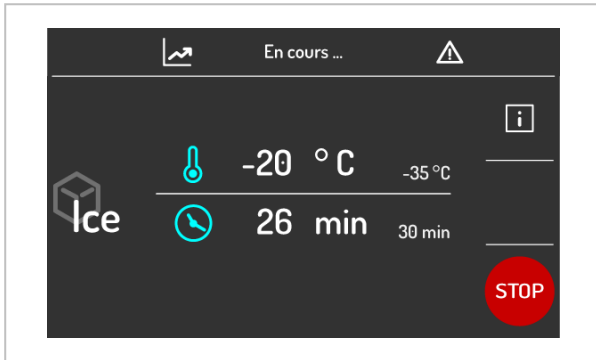 En cours ...
i
-20 °C -35 °C
Ice
26 min 30 min
STOP